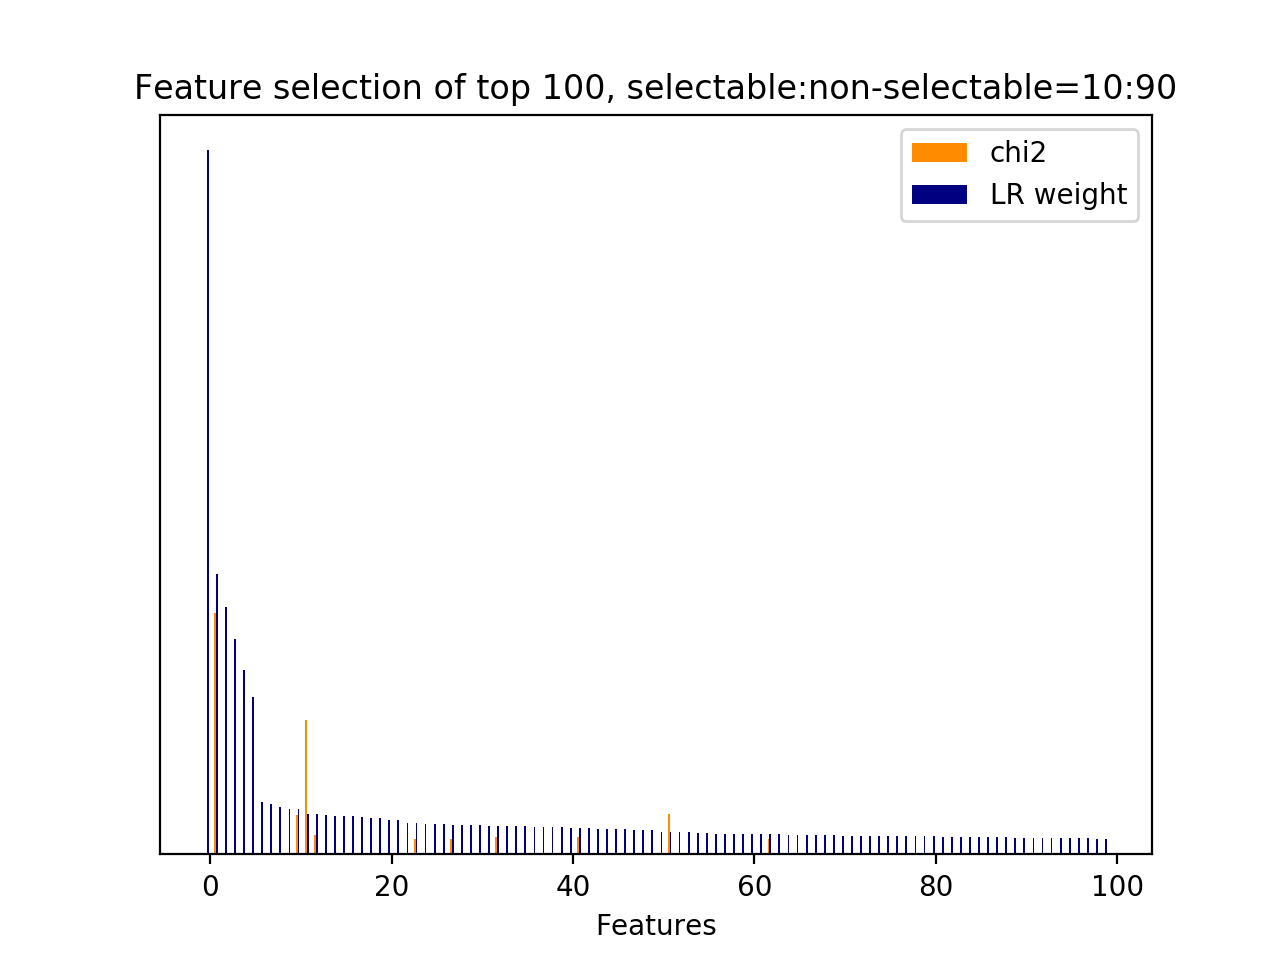 Feature selection of top 100, selectable:non-selectable=10:90
chi2
LR weight
0 20 40 60 80 100
Features